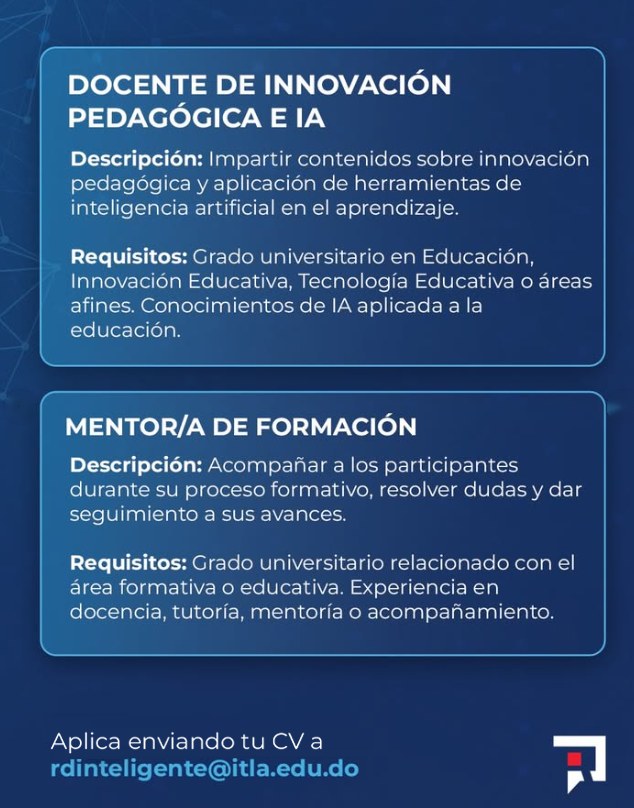 DOCENTE DE INNOVACIÓN
PEDAGÓGICA E IA
Descripción: Impartir contenidos sobre innovación
pedagógica y aplicación de herramientas de
inteligencia artificial en el aprendizaje.
Requisitos: Grado universitario en Educación,
Innovación Educativa, Tecnología Educativa o áreas
afines. Conocimientos de IA aplicada a la
educación.
MENTOR/A DE FORMACIÓN
Descripción: Acompañar a los participantes
durante su proceso formativo, resolver dudas y dar
seguimiento a sus avances.
Requisitos: Grado universitario relacionado con el
área formativa o educativa. Experiencia en
docencia, tutoría, mentoría o acompañamiento.
Aplica enviando tu CV a
rdinteligente@itla.edu.do